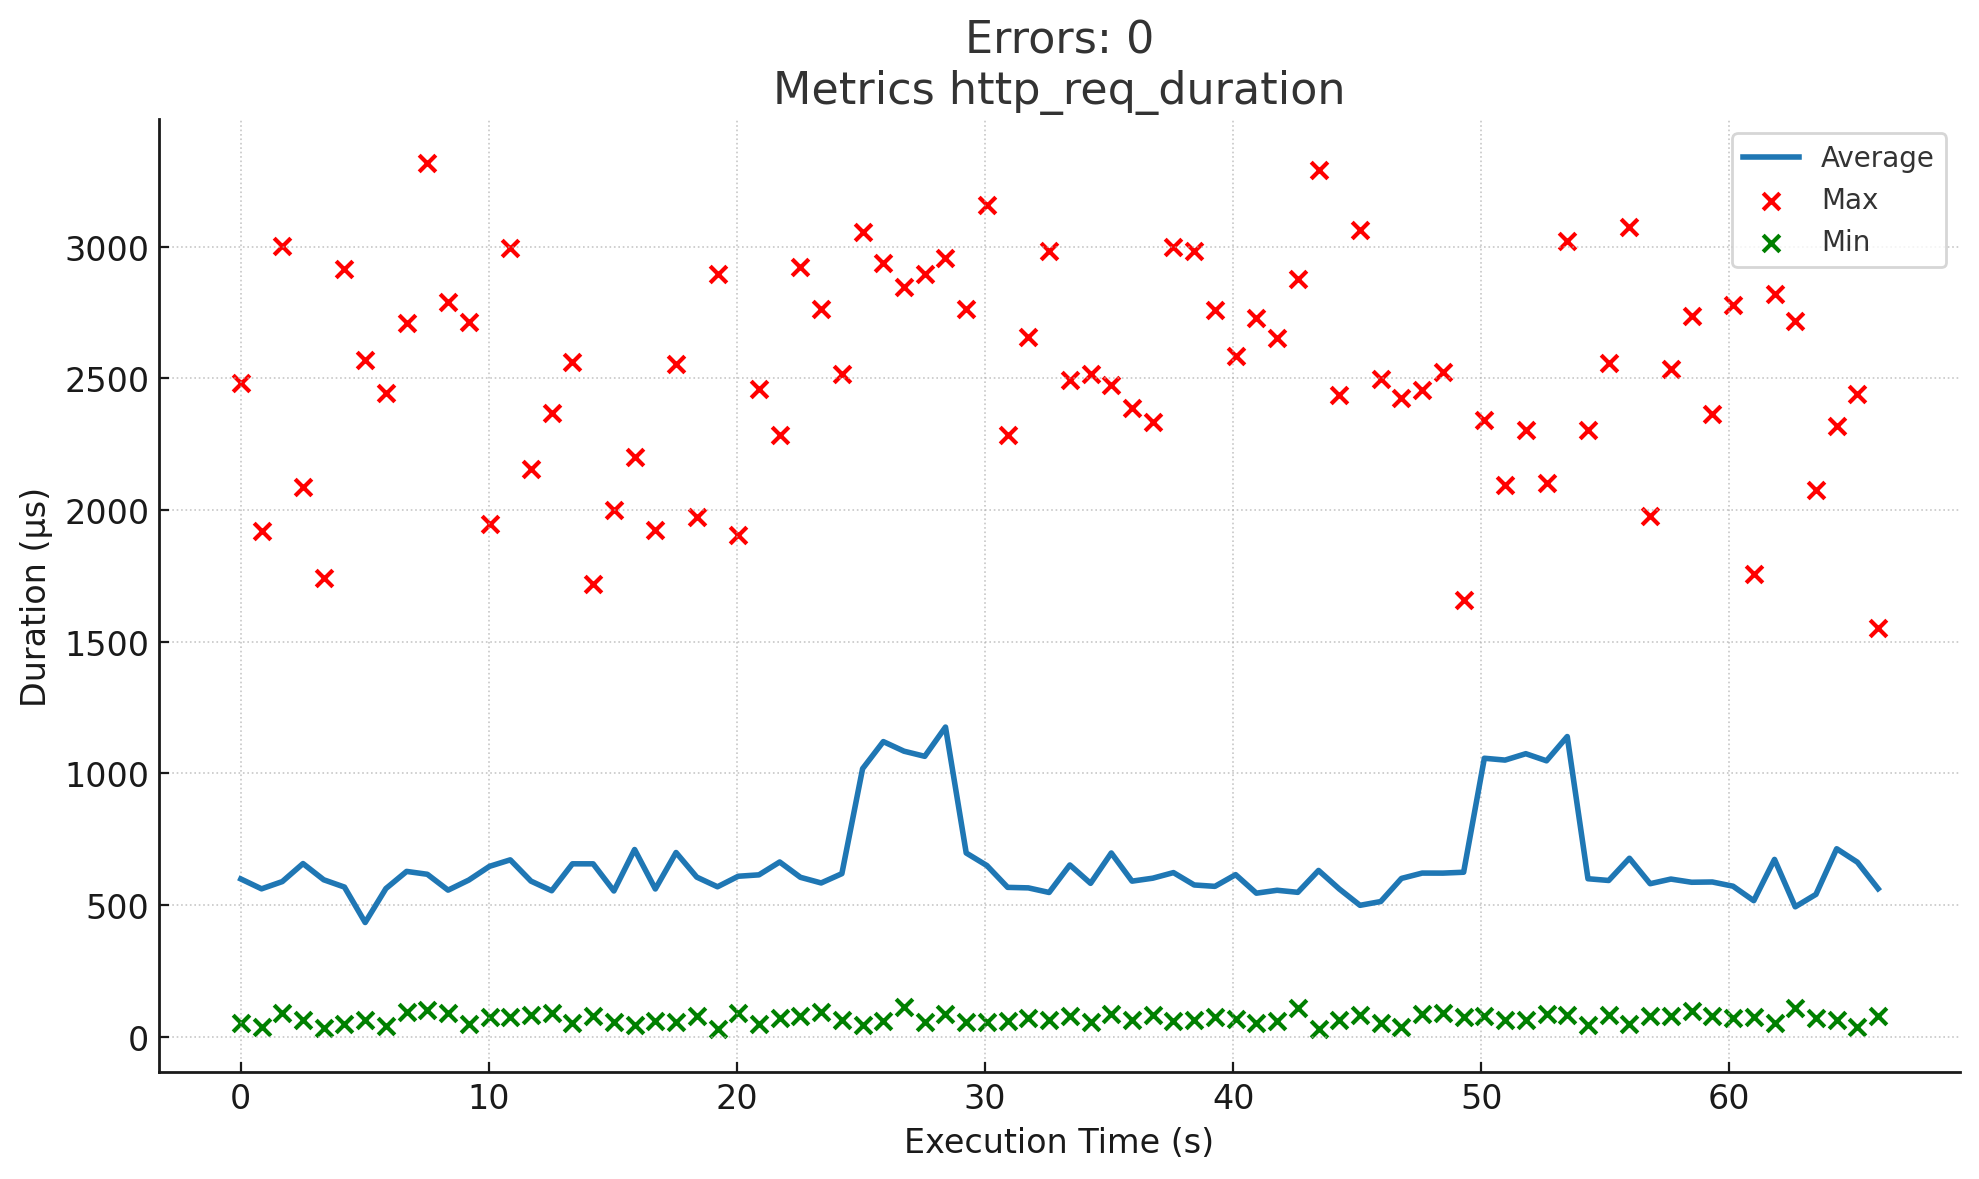 Errors: 0
Metrics http_req_duration
Average
Max
Min
3000
2500
2000
1500
1000
500
0
Duration (µs)
0 10 20 30 40 50 60
Execution Time (s)